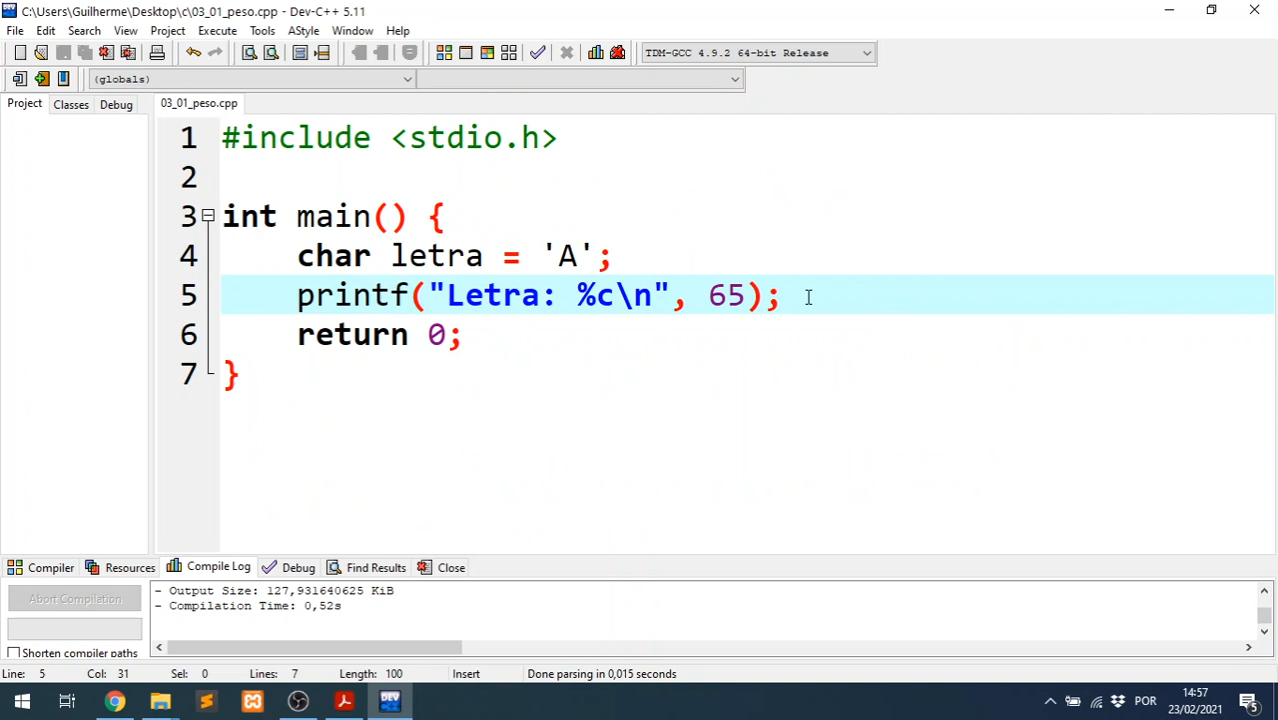 C:\Users\Guilherme\Desktop\c\03_01_peso.cpp - Dev-C++ 5.11
File Edit Search View Project Execute Tools AStyle Window Help
TDM-GCC 4.9.2 64-bit Release
(globals)
Project Classes Debug 03_01_peso.cpp
1 #include <stdio.h>
2
3 int main() {
4 char letra = 'A';
5 printf("Letra: %c\n", 65);
6 return 0;
7 }
Compiler Resources Compile Log Debug Find Results Close
Abort Compilation
- Output Size: 127,931640625 KiB
- Compilation Time: 0,52s
Shorten compiler paths
Line: 5 Col: 31 Sel: 0 Lines: 7 Length: 100 Insert Done parsing in 0,015 seconds
DEV
POR
14:57
23/02/2021
5